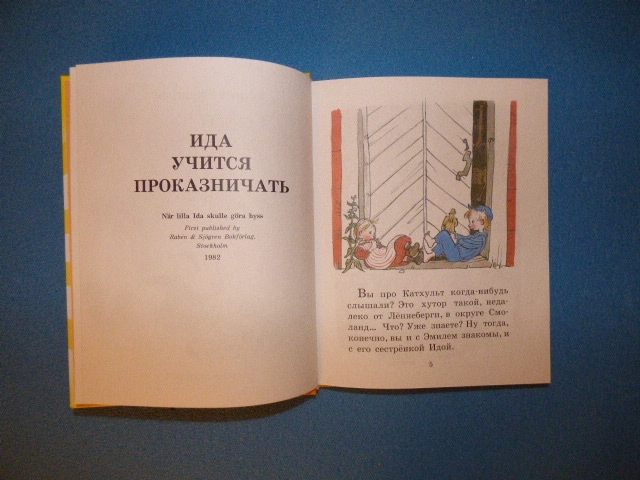 ИДА
УЧИТСЯ
ПРОКАЗНИЧАТЬ
När lilla Ida skulle göra hyss
First published by
Rabén & Sjögren Bokförlag,
Stockholm
1982
Вы про Катхульт когда-нибудь
слышали? Это хутор такой, неда-
леко от Лённеберги, в округе Смо-
ланд... Что? Уже знаете? Ну тогда,
конечно, вы и с Эмилем знакомы, и
с его сестрёнкой Идой.
5